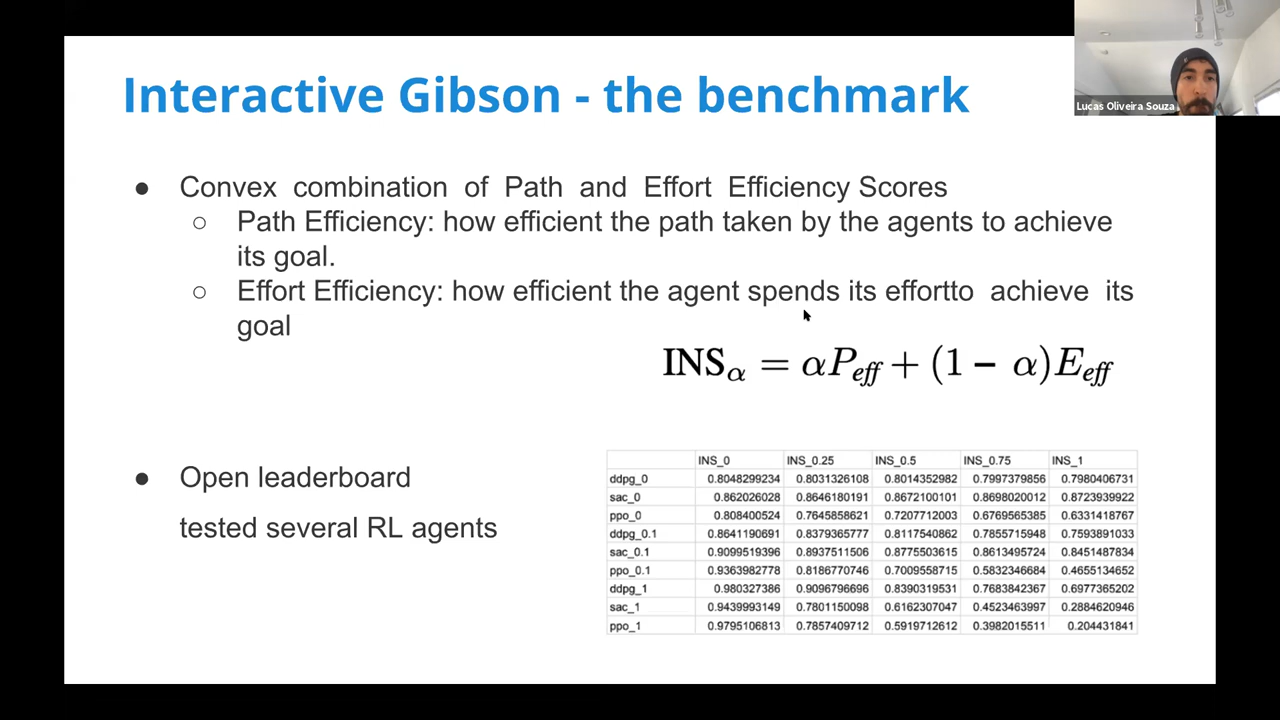 Interactive Gibson - the benchmark
Lucas Oliveira Souza
● Convex combination of Path and Effort Efficiency Scores
○ Path Efficiency: how efficient the path taken by the agents to achieve
its goal.
○ Effort Efficiency: how efficient the agent spends its effortto achieve its
goal
INSα = αPeff + (1 − α)Eeff
● Open leaderboard
tested several RL agents
INS_0 INS_0.25 INS_0.5 INS_0.75 INS_1
ddpg_0 0.8048299234 0.8031326108 0.8014352982 0.7997379856 0.7980406731
sac_0 0.862026028 0.8646180191 0.8672100101 0.8698020012 0.8723939922
ppo_0 0.808400524 0.7645858621 0.7207712003 0.6769565385 0.6331418767
ddpg_0.1 0.8641190691 0.8379365777 0.8117540862 0.7855715948 0.7593891033
sac_0.1 0.9099519396 0.8937511506 0.8775503615 0.8613495724 0.8451487834
ppo_0.1 0.9363982778 0.8186770746 0.7009558715 0.5832346684 0.4655134652
ddpg_1 0.980327386 0.9096796696 0.8390319531 0.7683842367 0.6977365202
sac_1 0.9439993149 0.7801150098 0.6162307047 0.4523463997 0.2884620946
ppo_1 0.9795106813 0.7857409712 0.5919712612 0.3982015511 0.204431841